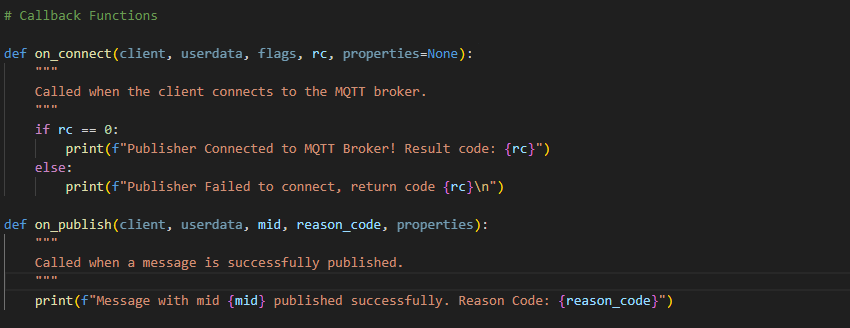 # Callback Functions
def on_connect(client, userdata, flags, rc, properties=None):
    """
    Called when the client connects to the MQTT broker.
    """
    if rc == 0:
        print(f"Publisher Connected to MQTT Broker! Result code: {rc}")
    else:
        print(f"Publisher Failed to connect, return code {rc}\n")
def on_publish(client, userdata, mid, reason_code, properties):
    """
    Called when a message is successfully published.
    """
    print(f"Message with mid {mid} published successfully. Reason Code: {reason_code}")